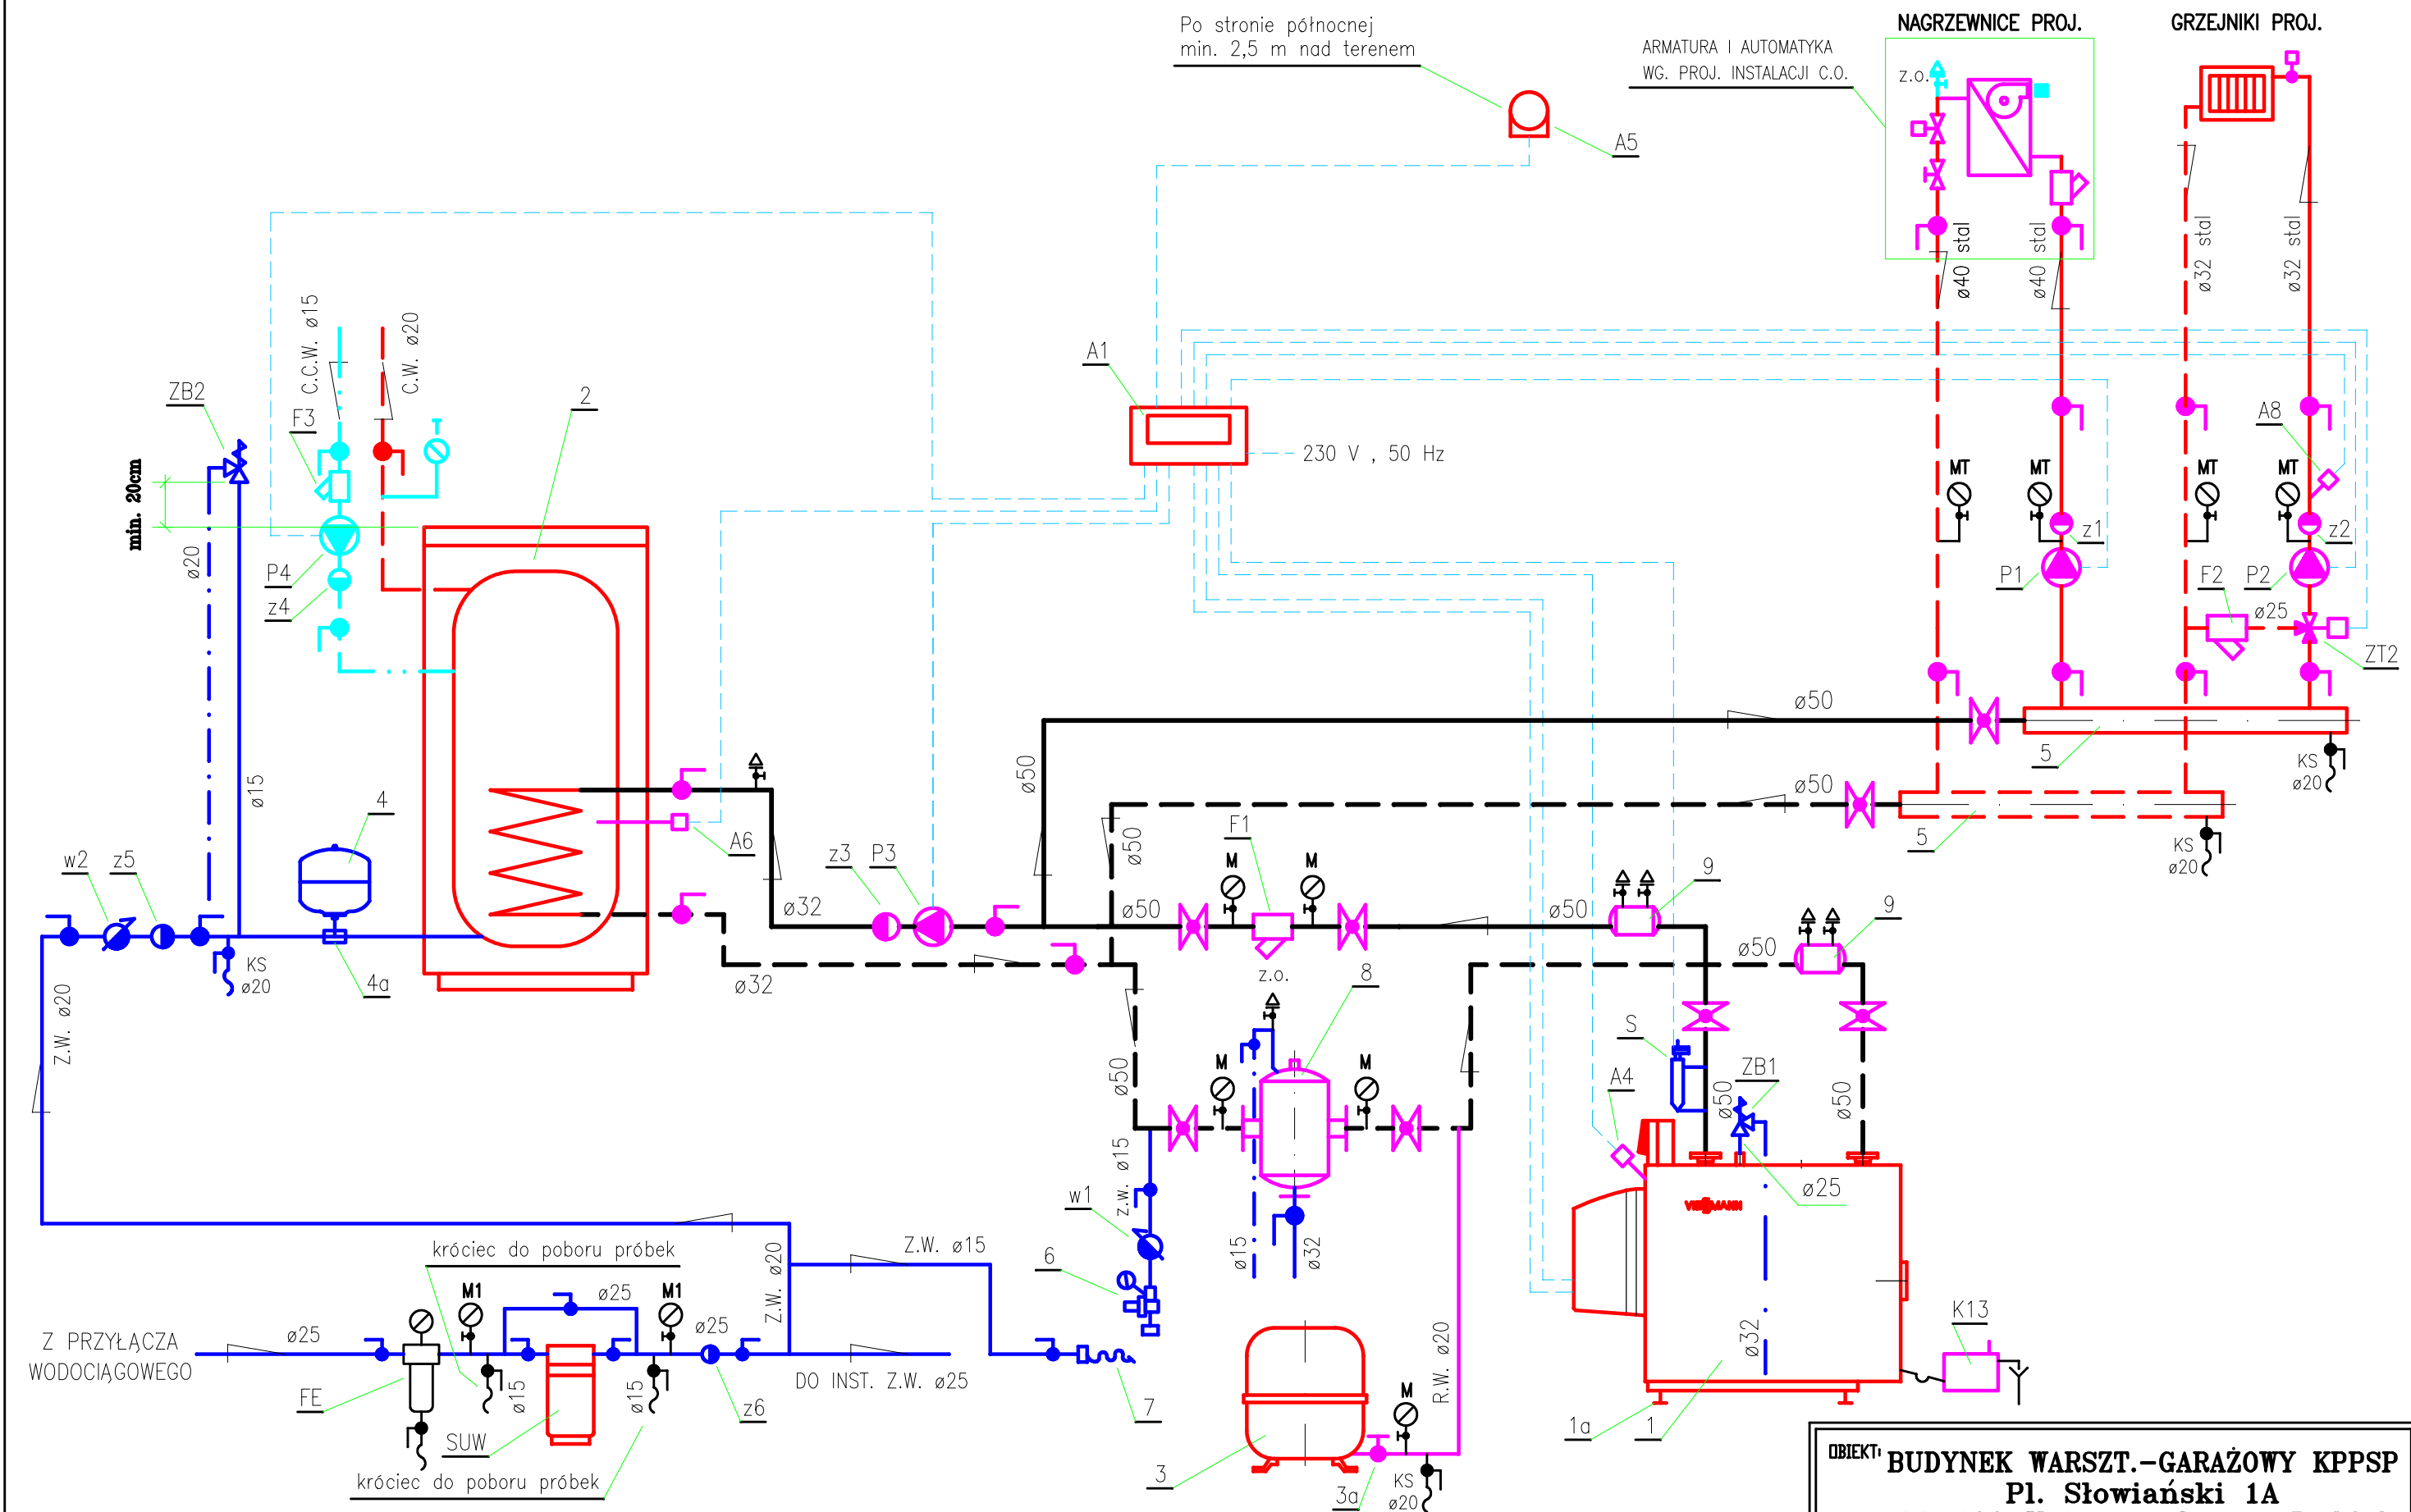 Po stronie północnej
min. 2,5 m nad terenem
ARMATURA I AUTOMATYKA
WG. PROJ. INSTALACJI C.O.
NAGRZEWNICE PROJ.
GRZEJNIKI PROJ.
z.o.
A5
ø40 stal
ø40 stal
ø32 stal
ø32 stal
C.C.W. ø15
C.W. ø20
ZB2
F3
2
A1
A8
230 V , 50 Hz
min. 20cm
MT
MT
MT
MT
z1
z2
ø20
P4
z4
P1
F2
P2
ø25
ZT2
ø50
5
KS
ø20
ø15
ø50
ø50
5
KS
ø20
4
A6
z3
P3
ø50
F1
M
M
9
w2
z5
ø32
ø50
ø50
9
KS
ø20
4a
ø32
z.o.
8
ø50
Z.W. ø20
S
ZB1
A4
ø50
M
M
ø50
ø50
z.w. ø15
w1
ø25
VIESMANN
króciec do poboru próbek
Z.W. ø20
Z.W. ø15
6
ø15
ø32
M1
M1
ø25
Z PRZYŁĄCZA
WODOCIĄGOWEGO
ø25
ø25
K13
ø32
R.W. ø20
FE
ø15
ø15
SUW
z6
DO INST. Z.W. ø25
7
M
1a
1
króciec do poboru próbek
3
3a
KS
ø20
OBIEKT:
BUDYNEK WARSZT.-GARAŻOWY KPPSP
Pl. Słowiański 1A